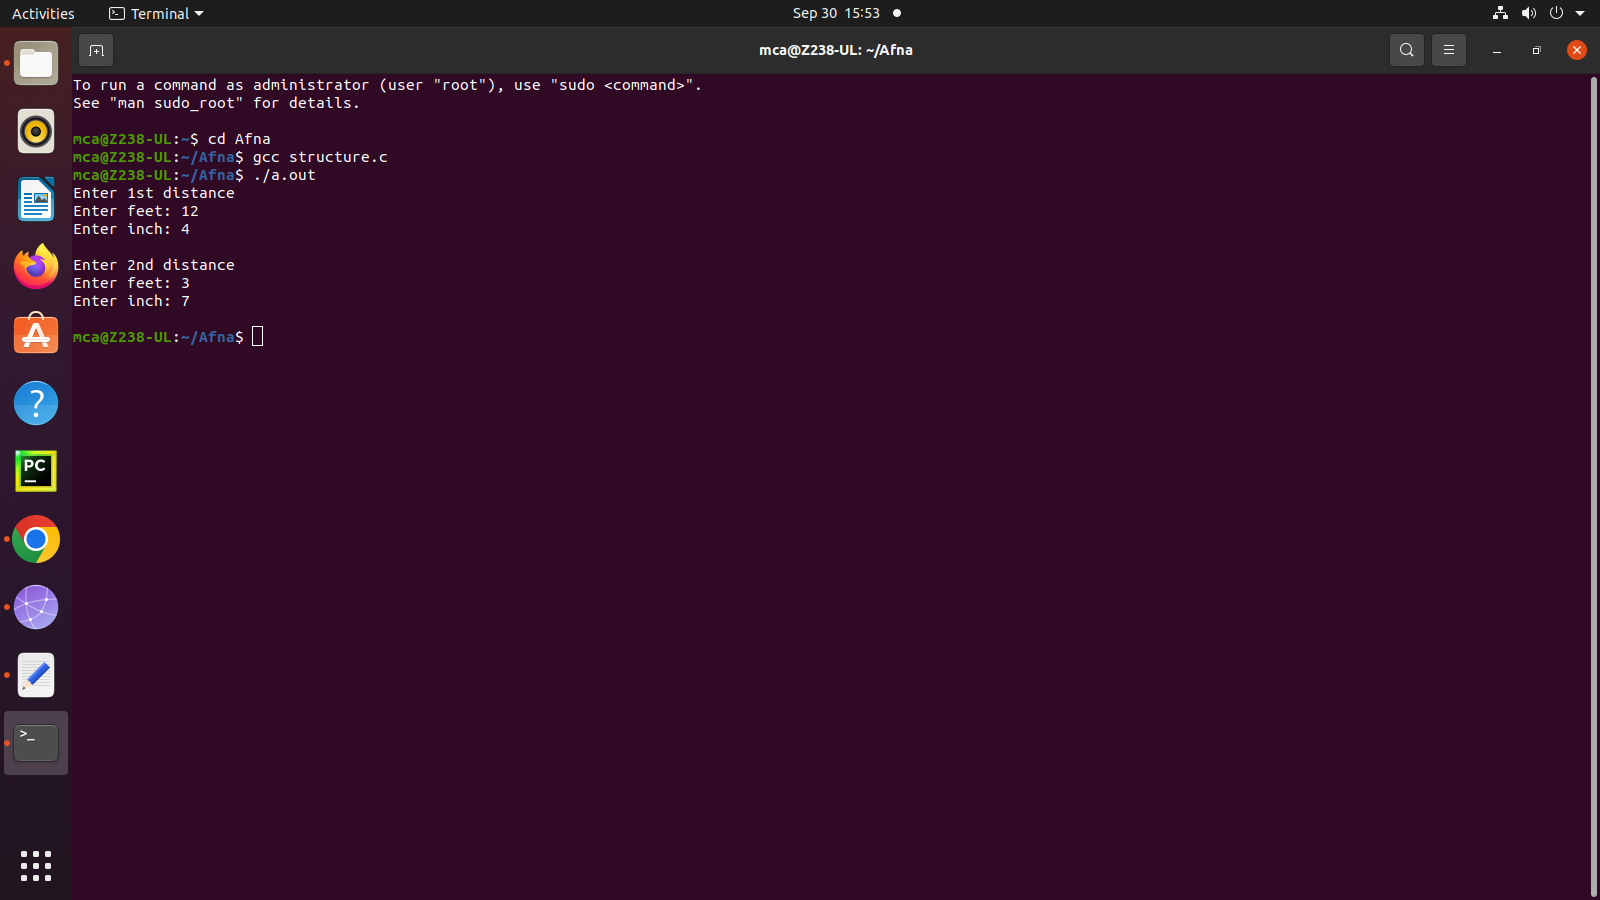 Activities
Terminal
Sep 30 15:53
mca@Z238-UL: ~/Afna
To run a command as administrator (user "root"), use "sudo <command>".
See "man sudo_root" for details.
mca@Z238-UL:~$ cd Afna
mca@Z238-UL:~/Afna$ gcc structure.c
mca@Z238-UL:~/Afna$ ./a.out
Enter 1st distance
Enter feet: 12
Enter inch: 4
Enter 2nd distance
Enter feet: 3
Enter inch: 7
mca@Z238-UL:~/Afna$
?
PC
>_